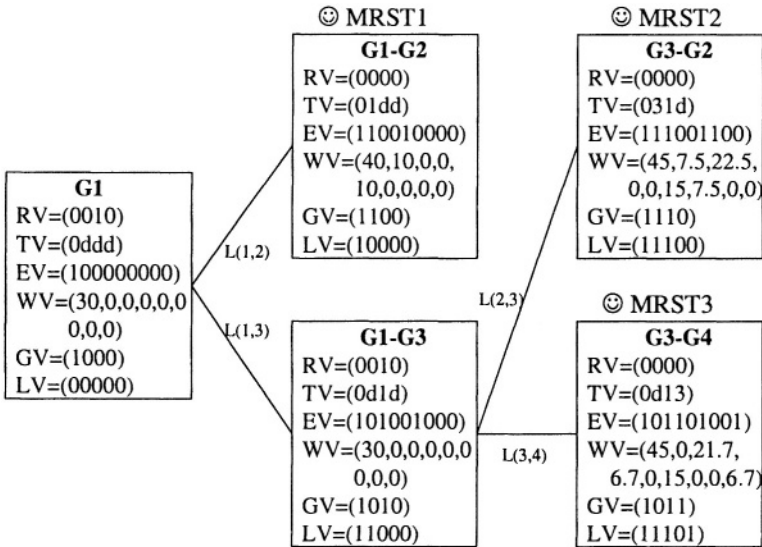 ☺ MRST1
G1-G2
RV=(0000)
TV=(01dd)
EV=(110010000)
WV=(40,10,0,0,
10,0,0,0,0)
GV=(1100)
LV=(10000)
☺ MRST2
G3-G2
RV=(0000)
TV=(031d)
EV=(111001100)
WV=(45,7.5,22.5,
0,0,15,7.5,0,0)
GV=(1110)
LV=(11100)
G1
RV=(0010)
TV=(0ddd)
EV=(100000000)
WV=(30,0,0,0,0,0
0,0,0)
GV=(1000)
LV=(00000)
L(1,2)
L(1,3)
G1-G3
RV=(0010)
TV=(0d1d)
EV=(101001000)
WV=(30,0,0,0,0,0
0,0,0)
GV=(1010)
LV=(11000)
L(2,3)
L(3,4)
☺ MRST3
G3-G4
RV=(0000)
TV=(0d13)
EV=(101101001)
WV=(45,0,21.7,
6.7,0,15,0,0,6.7)
GV=(1011)
LV=(11101)